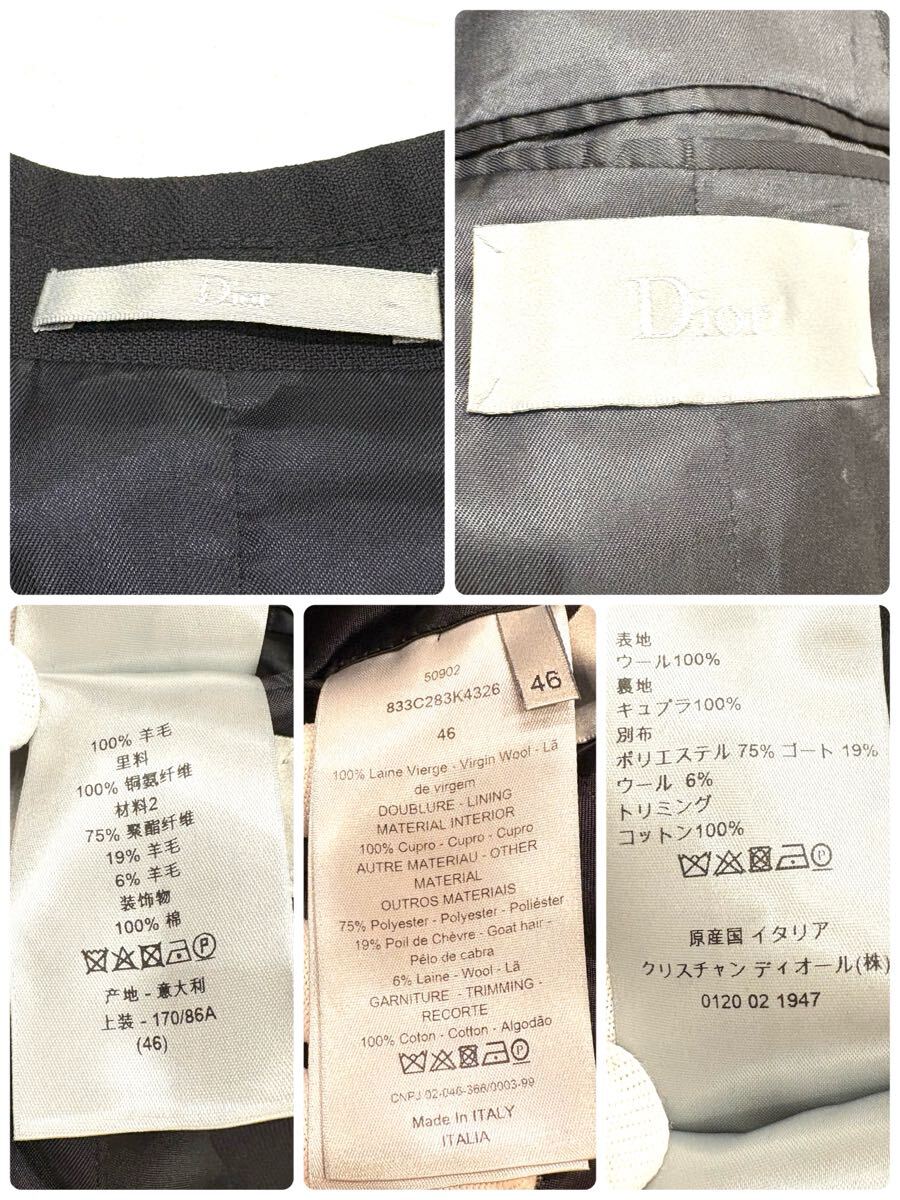 Dior
Dior
100% 羊毛
里料
100% 铜氨纤维
材料2
75% 聚酯纤维
19% 羊毛
6% 羊毛
装饰物
100% 棉
产地 - 意大利
上装 - 170/86A
(46)
50902
833C283K4326
46
46
100% Laine Vierge - Virgin Wool - Lã
de virgem
DOUBLURE - LINING
MATERIAL INTERIOR
100% Cupro - Cupro - Cupro
AUTRE MATERIAU - OTHER
MATERIAL
OUTROS MATERIAIS
75% Polyester - Polyester - Poliéster
19% Poil de Chèvre - Goat hair -
Pêlo de cabra
6% Laine - Wool - Lã
GARNITURE - TRIMMING -
RECORTE
100% Coton - Cotton - Algodão
CNPJ 02-046-366/0003-99
Made in ITALY
ITALIA
表地
ウール100%
裏地
キュプラ100%
別布
ポリエステル 75% ゴート 19%
ウール 6%
トリミング
コットン100%
原産国 イタリア
クリスチャン ディオール(株)
0120 02 1947